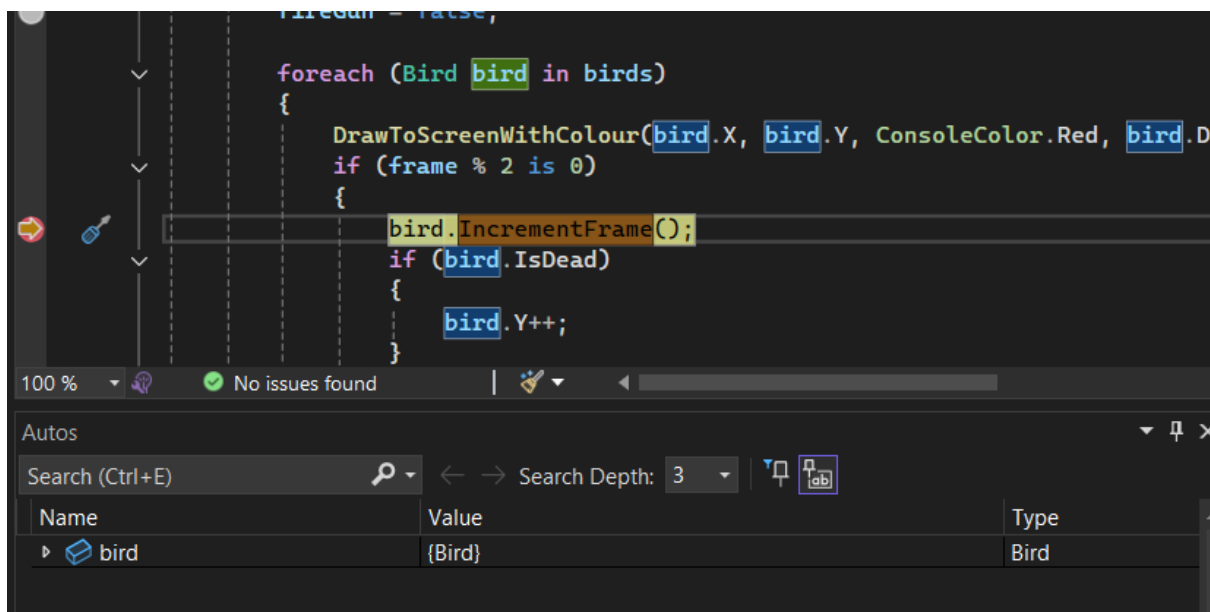 fireGun = false;
foreach (Bird bird in birds)
{
DrawToScreenWithColour(bird.X, bird.Y, ConsoleColor.Red, bird.D
if (frame % 2 is 0)
{
bird.IncrementFrame();
if (bird.IsDead)
{
bird.Y++;
}
100 % No issues found
Autos
Search (Ctrl+E) Search Depth: 3
Name Value Type
bird {Bird} Bird